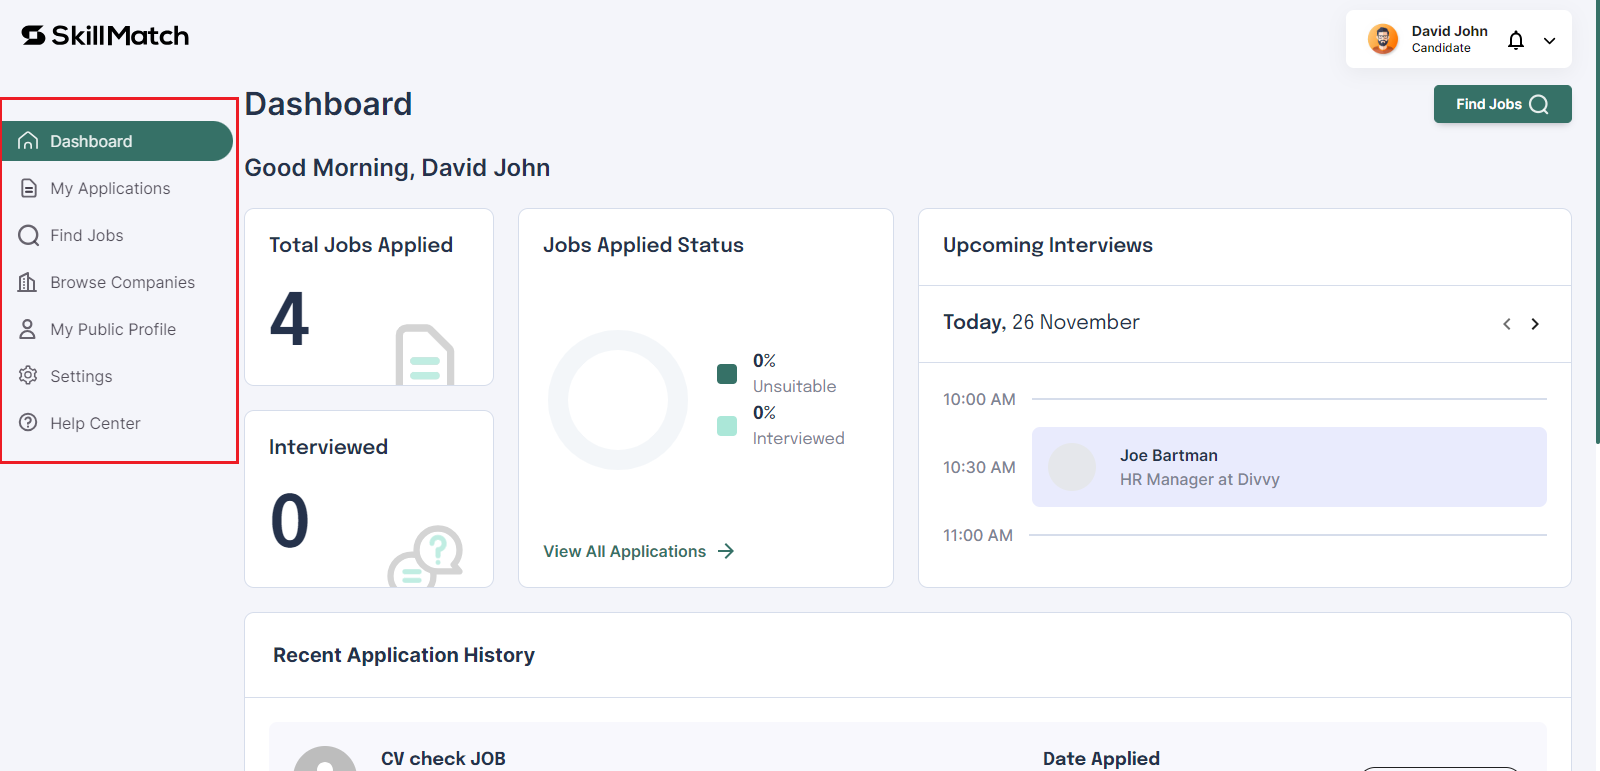 SkillMatch
David John
Candidate
Dashboard
Find Jobs
Dashboard
My Applications
Find Jobs
Browse Companies
My Public Profile
Settings
Help Center
Good Morning, David John
Total Jobs Applied
4
Interviewed
0
Jobs Applied Status
0%
Unsuitable
0%
Interviewed
View All Applications
Upcoming Interviews
Today, 26 November
10:00 AM
10:30 AM
Joe Bartman
HR Manager at Divvy
11:00 AM
Recent Application History
CV check JOB
Date Applied